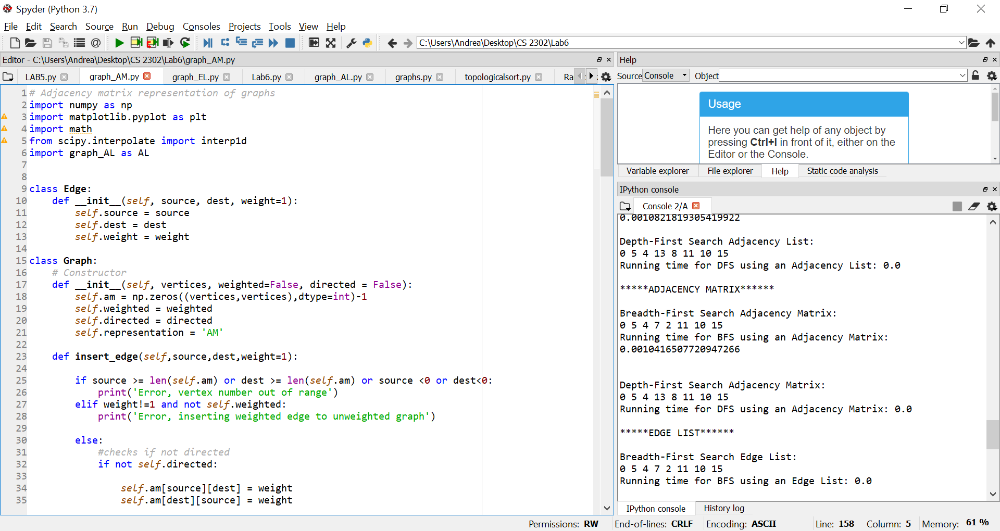 Spyder (Python 3.7)
File Edit Search Source Run Debug Consoles Projects Tools View Help
C:\Users\Andrea\Desktop\CS 2302\Lab6
Editor - C:\Users\Andrea\Desktop\CS 2302\Lab6\graph_AM.py
LAB5.py graph_AM.py graph_EL.py Lab6.py graph_AL.py graphs.py topologicalsort.py Ra
1 # Adjacency matrix representation of graphs
2 import numpy as np
3 import matplotlib.pyplot as plt
4 import math
5 from scipy.interpolate import interp1d
6 import graph_AL as AL
7
8
9 class Edge:
10     def __init__(self, source, dest, weight=1):
11         self.source = source
12         self.dest = dest
13         self.weight = weight
14
15 class Graph:
16     # Constructor
17     def __init__(self, vertices, weighted=False, directed = False):
18         self.am = np.zeros((vertices,vertices),dtype=int)-1
19         self.weighted = weighted
20         self.directed = directed
21         self.representation = 'AM'
22
23     def insert_edge(self,source,dest,weight=1):
24
25         if source >= len(self.am) or dest >= len(self.am) or source <0 or dest<0:
26             print('Error, vertex number out of range')
27         elif weight!=1 and not self.weighted:
28             print('Error, inserting weighted edge to unweighted graph')
29
30         else:
31             #checks if not directed
32             if not self.directed:
33
34                 self.am[source][dest] = weight
35                 self.am[dest][source] = weight
Help
Source Console Object
Usage
Here you can get help of any object by
pressing Ctrl+I in front of it, either on the
Editor or the Console.
Variable explorer File explorer Help Static code analysis
IPython console
Console 2/A
0.0010821819305419922
Depth-First Search Adjacency List:
0 5 4 13 8 11 10 15
Running time for DFS using an Adjacency List: 0.0
*****ADJACENCY MATRIX******
Breadth-First Search Adjacency Matrix:
0 5 4 7 2 11 10 15
Running time for BFS using an Adjacency Matrix:
0.0010416507720947266
Depth-First Search Adjacency Matrix:
0 5 4 13 8 11 10 15
Running time for DFS using an Adjacency Matrix: 0.0
*****EDGE LIST******
Breadth-First Search Edge List:
0 5 4 7 2 11 10 15
Running time for BFS using an Edge List: 0.0
IPython console History log
Permissions: RW End-of-lines: CRLF Encoding: ASCII Line: 158 Column: 5 Memory: 61 %